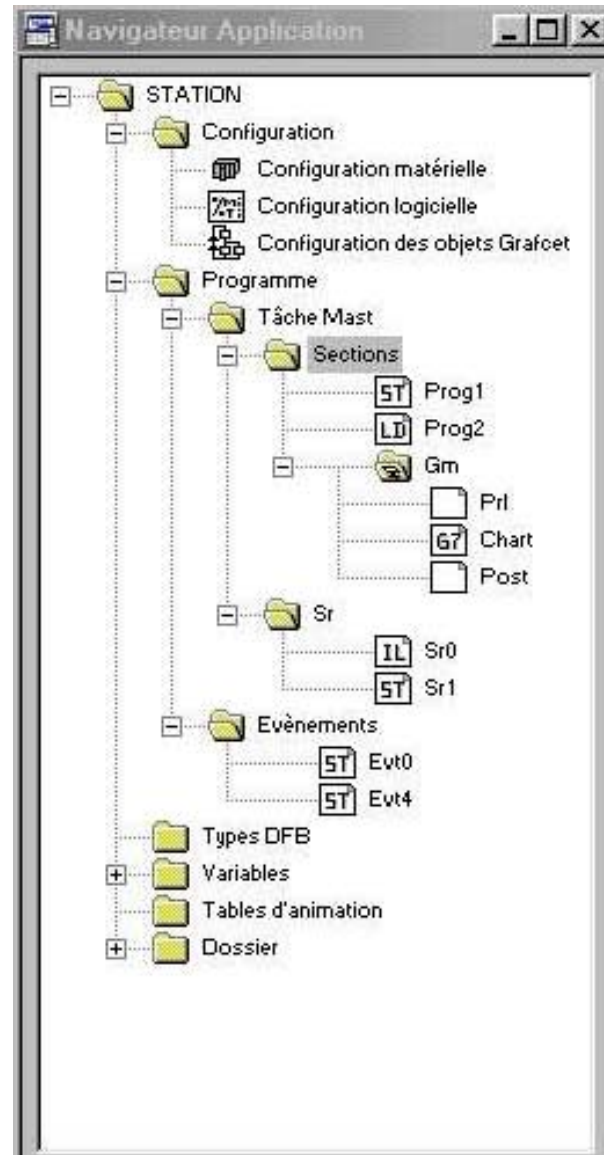 Navigateur Application
STATION
Configuration
Configuration matérielle
Configuration logicielle
Configuration des objets Grafcet
Programme
Tâche Mast
Sections
ST Prog1
LD Prog2
Gm
Prl
G7 Chart
Post
Sr
IL Sr0
ST Sr1
Evènements
ST Evt0
ST Evt4
Types DFB
Variables
Tables d'animation
Dossier